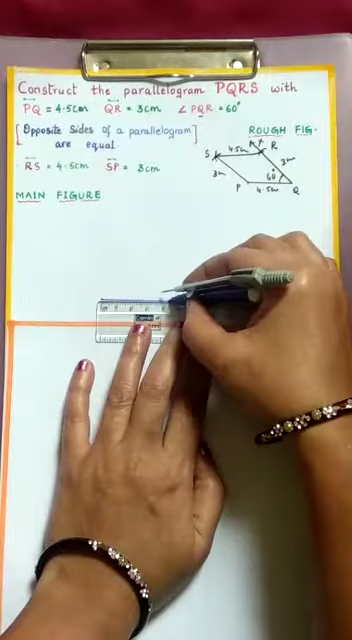 Construct the parallelogram PQRS with
PQ = 4.5cm QR = 3cm ∠ PQR = 60°
[Opposite sides of a parallelogram] ROUGH FIG.
are equal
RS = 4.5cm SP = 3cm
MAIN FIGURE
S 4.5cm R
3cm 3cm
60°
P 4.5cm Q